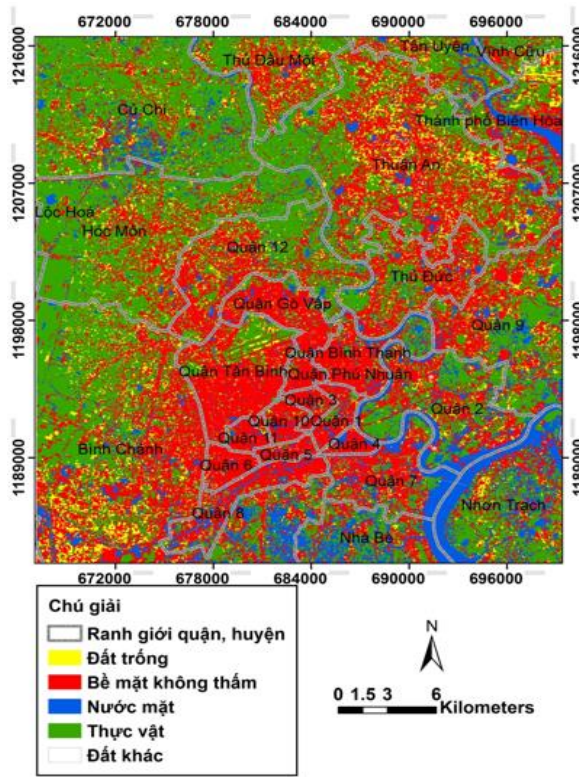 672000 678000 684000 690000 696000
1216000
1216000
Tân Uyên
Vĩnh Cửu
Thủ Dầu Một
Củ Chi
Thành phố Biên Hòa
Thuận An
1207000
1207000
Lộc Hoá
Hóc Môn
Quận 12
Thủ Đức
Quận Gò Vấp
Quận 9
1198000
1198000
Quận Bình Thạnh
Quận Tân Bình
Quận Phú Nhuận
Quận 3
Quận 2
Quận 10
Quận 1
Quận 11
Quận 4
Bình Chánh
1189000
1189000
Quận 5
Quận 6
Quận 7
Nhơn Trạch
Quận 8
Nhà Bè
672000 678000 684000 690000 696000
Chú giải
Ranh giới quận, huyện
Đất trống
Bề mặt không thấm
Nước mặt
Thực vật
Đất khác
N
0 1.5 3 6
Kilometers